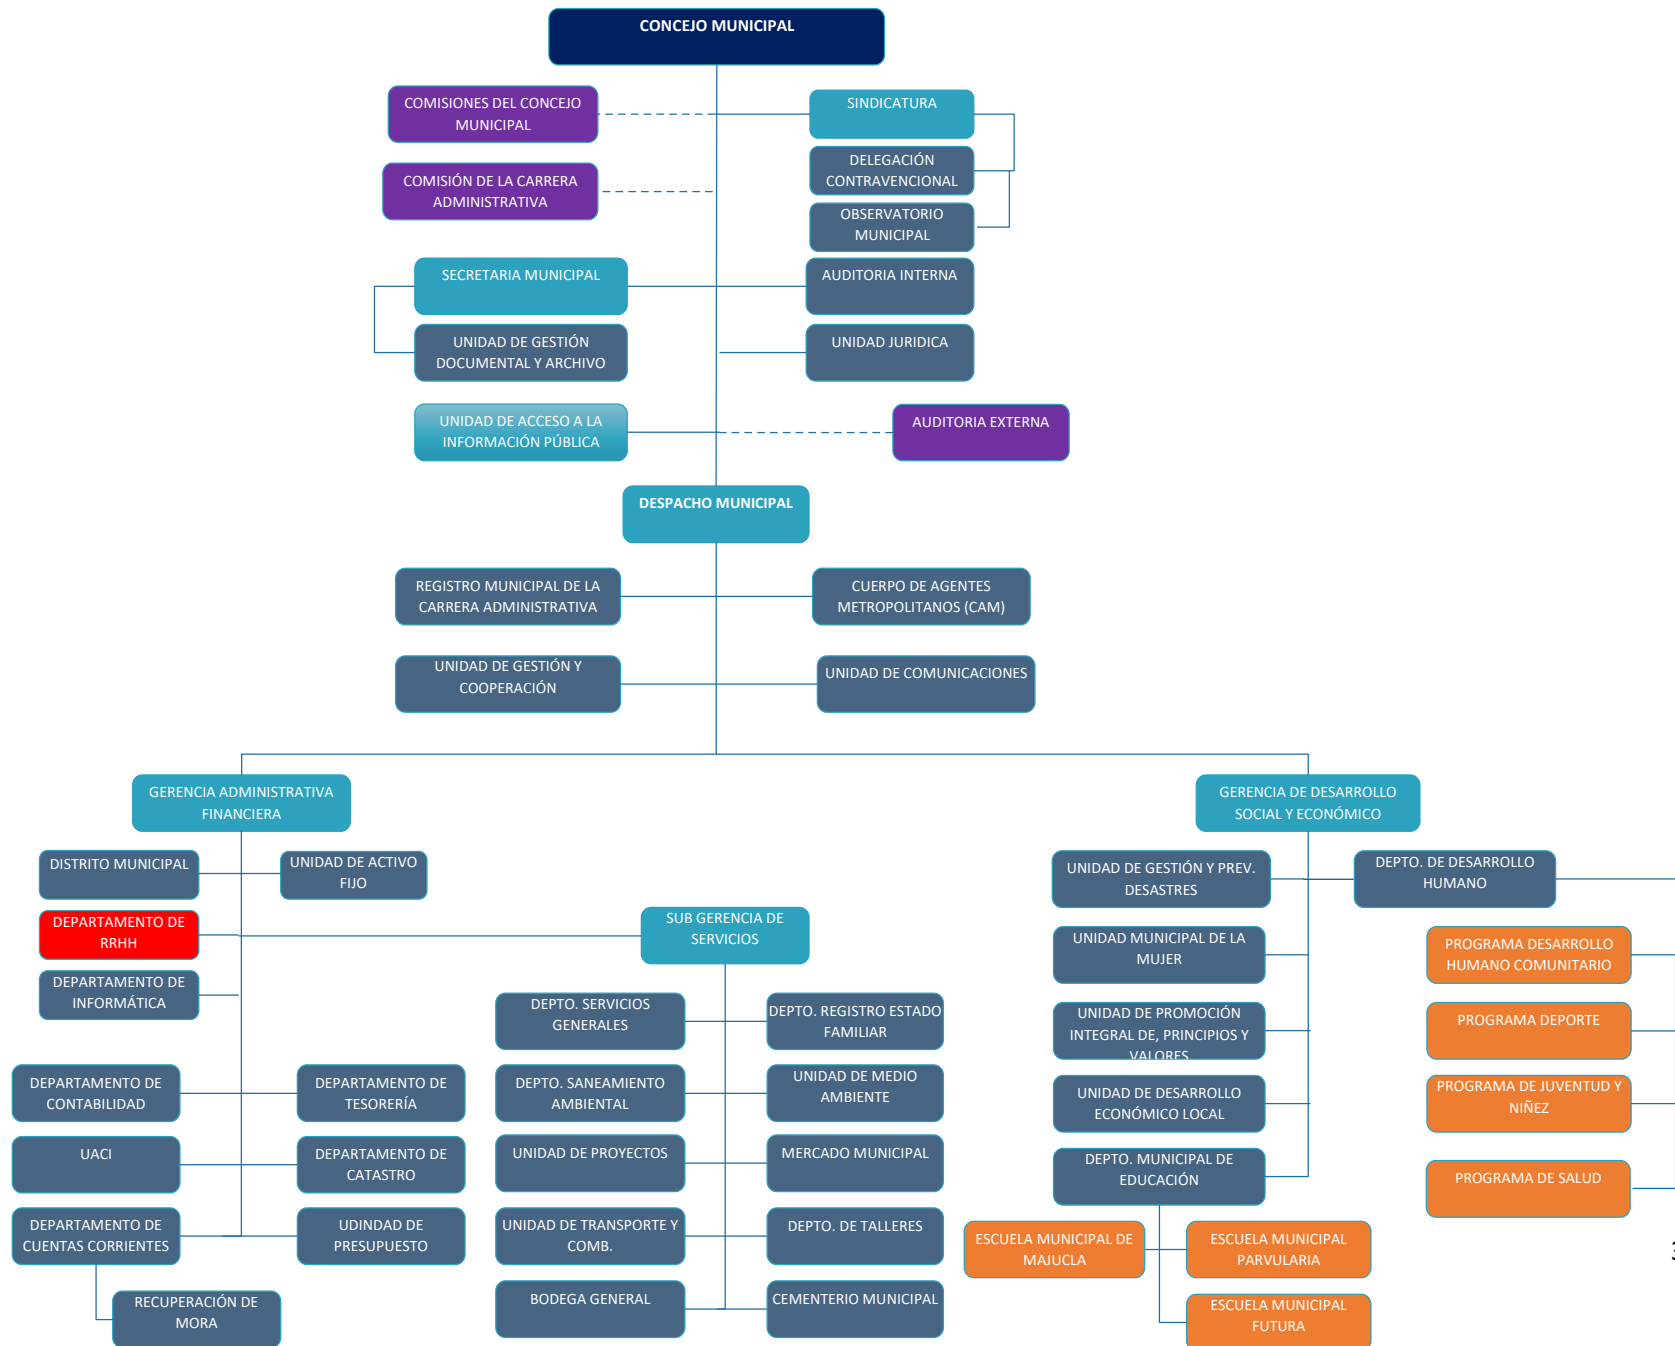 CONCEJO MUNICIPAL
COMISIONES DEL CONCEJO
MUNICIPAL
SINDICATURA
DELEGACIÓN
CONTRAVENCIONAL
COMISIÓN DE LA CARRERA
ADMINISTRATIVA
OBSERVATORIO
MUNICIPAL
SECRETARIA MUNICIPAL
AUDITORIA INTERNA
UNIDAD DE GESTIÓN
DOCUMENTAL Y ARCHIVO
UNIDAD JURIDICA
UNIDAD DE ACCESO A LA
INFORMACIÓN PÚBLICA
AUDITORIA EXTERNA
DESPACHO MUNICIPAL
REGISTRO MUNICIPAL DE LA
CARRERA ADMINISTRATIVA
CUERPO DE AGENTES
METROPOLITANOS (CAM)
UNIDAD DE GESTIÓN Y
COOPERACIÓN
UNIDAD DE COMUNICACIONES
GERENCIA ADMINISTRATIVA
FINANCIERA
GERENCIA DE DESARROLLO
SOCIAL Y ECONÓMICO
DISTRITO MUNICIPAL
UNIDAD DE ACTIVO
FIJO
DEPARTAMENTO DE
RRHH
DEPARTAMENTO DE
INFORMÁTICA
DEPARTAMENTO DE
CONTABILIDAD
DEPARTAMENTO DE
TESORERÍA
UACI
DEPARTAMENTO DE
CATASTRO
DEPARTAMENTO DE
CUENTAS CORRIENTES
UDINDAD DE
PRESUPUESTO
RECUPERACIÓN DE
MORA
SUB GERENCIA DE
SERVICIOS
DEPTO. SERVICIOS
GENERALES
DEPTO. REGISTRO ESTADO
FAMILIAR
DEPTO. SANEAMIENTO
AMBIENTAL
UNIDAD DE MEDIO
AMBIENTE
UNIDAD DE PROYECTOS
MERCADO MUNICIPAL
UNIDAD DE TRANSPORTE Y
COMB.
DEPTO. DE TALLERES
BODEGA GENERAL
CEMENTERIO MUNICIPAL
UNIDAD DE GESTIÓN Y PREV.
DESASTRES
DEPTO. DE DESARROLLO
HUMANO
UNIDAD MUNICIPAL DE LA
MUJER
PROGRAMA DESARROLLO
HUMANO COMUNITARIO
UNIDAD DE PROMOCIÓN
INTEGRAL DE, PRINCIPIOS Y
VALORES
PROGRAMA DEPORTE
UNIDAD DE DESARROLLO
ECONÓMICO LOCAL
PROGRAMA DE JUVENTUD Y
NIÑEZ
DEPTO. MUNICIPAL DE
EDUCACIÓN
PROGRAMA DE SALUD
ESCUELA MUNICIPAL DE
MAJUCLA
ESCUELA MUNICIPAL
PARVULARIA
ESCUELA MUNICIPAL
FUTURA